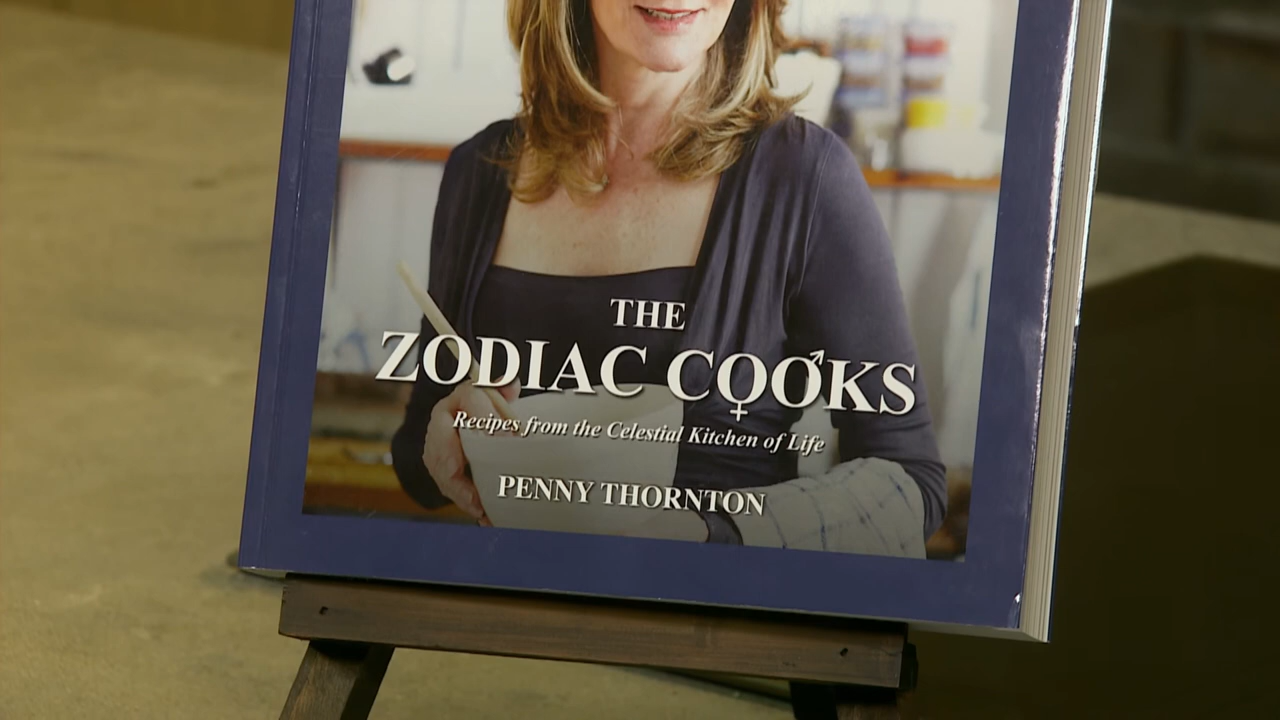 THE
ZODIAC COOKS
Recipes from the Celestial Kitchen of Life
PENNY THORNTON